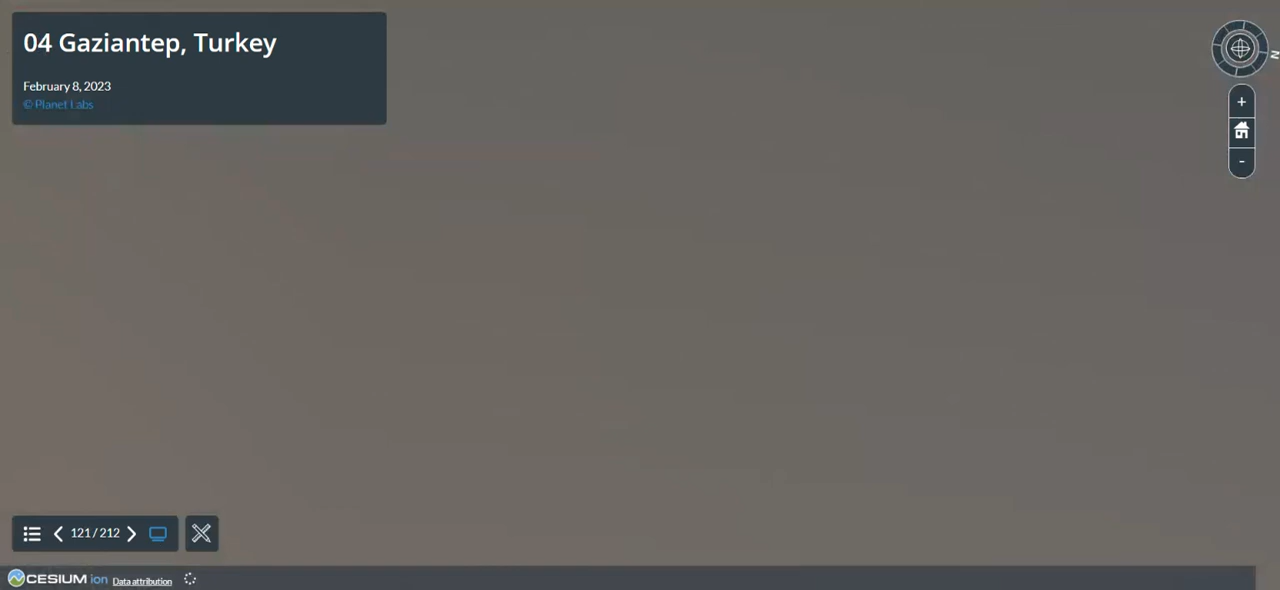 04 Gaziantep, Turkey
February 8, 2023
© Planet Labs
N
+
-
121 / 212
CESIUM ion Data attribution